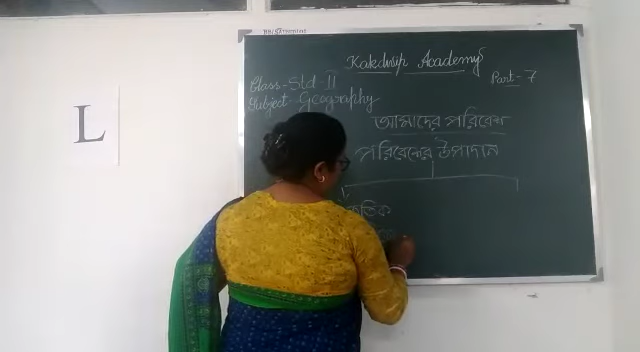 Kakdwip Academy
Part-7
Class-Std-II
Subject-Geography
আমাদের পরিবেশ
পরিবেশের উপাদান
L